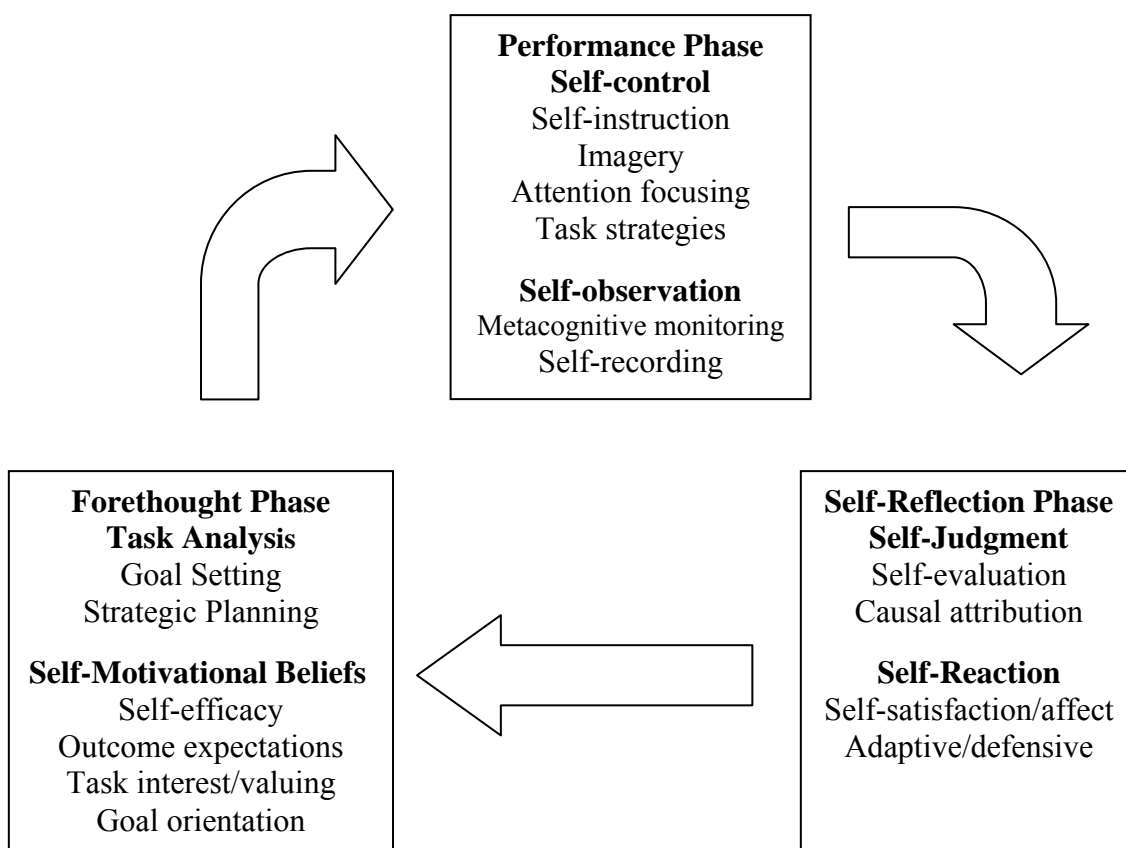 Performance Phase
Self-control
Self-instruction
Imagery
Attention focusing
Task strategies
Self-observation
Metacognitive monitoring
Self-recording
Forethought Phase
Task Analysis
Goal Setting
Strategic Planning
Self-Motivational Beliefs
Self-efficacy
Outcome expectations
Task interest/valuing
Goal orientation
Self-Reflection Phase
Self-Judgment
Self-evaluation
Causal attribution
Self-Reaction
Self-satisfaction/affect
Adaptive/defensive